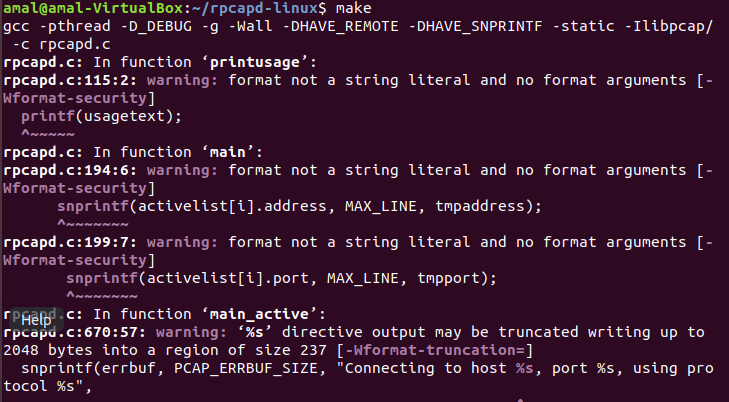 amal@amal-VirtualBox:~/rpcapd-linux$ make
gcc -pthread -D_DEBUG -g -Wall -DHAVE_REMOTE -DHAVE_SNPRINTF -static -Ilibpcap/
 -c rpcapd.c
rpcapd.c: In function ‘printusage’:
rpcapd.c:115:2: warning: format not a string literal and no format arguments [-
Wformat-security]
  printf(usagetext);
  ^~~~~~
rpcapd.c: In function ‘main’:
rpcapd.c:194:6: warning: format not a string literal and no format arguments [-
Wformat-security]
      snprintf(activelist[i].address, MAX_LINE, tmpaddress);
      ^~~~~~~~
rpcapd.c:199:7: warning: format not a string literal and no format arguments [-
Wformat-security]
       snprintf(activelist[i].port, MAX_LINE, tmpport);
       ^~~~~~~~
rpcapd.c: In function ‘main_active’:
Help
rpcapd.c:670:57: warning: ‘%s’ directive output may be truncated writing up to
2048 bytes into a region of size 237 [-Wformat-truncation=]
  snprintf(errbuf, PCAP_ERRBUF_SIZE, "Connecting to host %s, port %s, using pro
tocol %s",
^